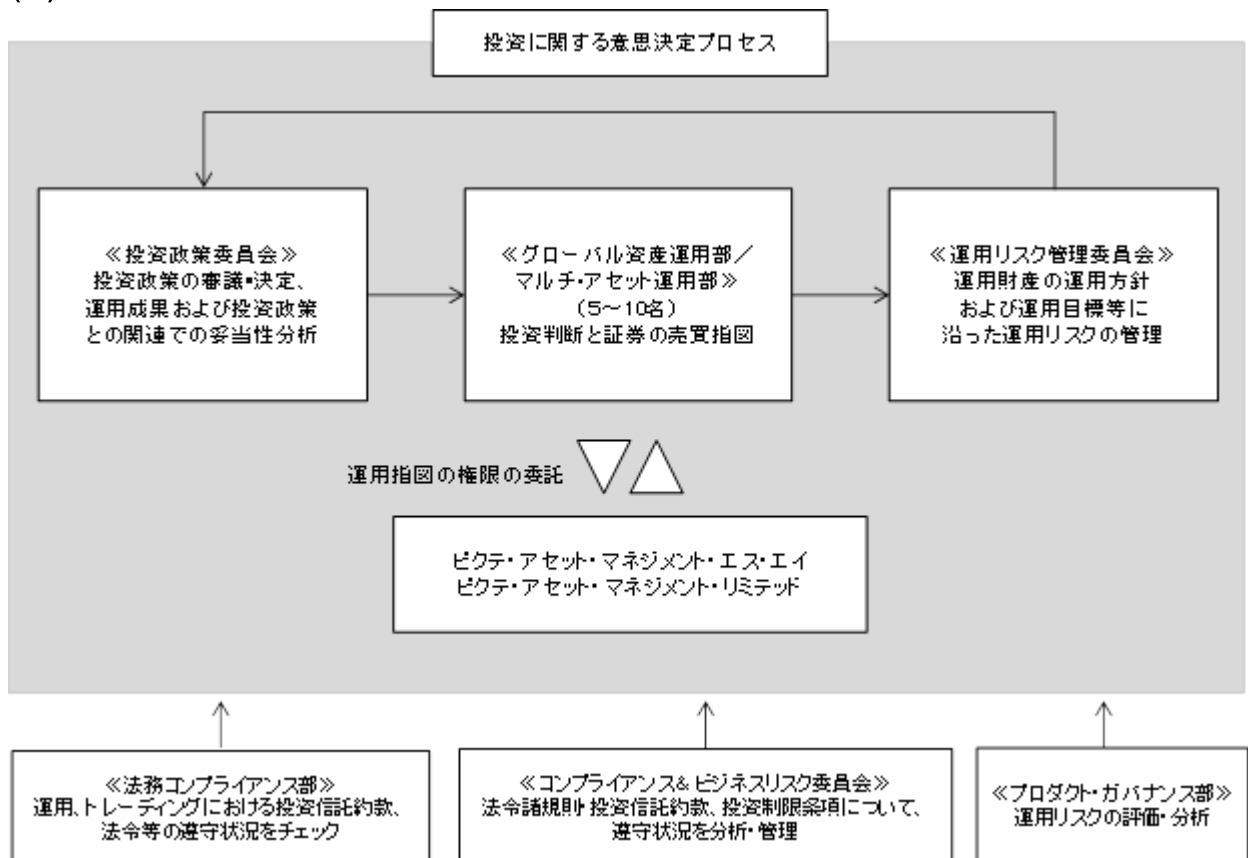 投資に関する意思決定プロセス
≪投資政策委員会≫
投資政策の審議・決定、
運用成果および投資政策
との関連での妥当性分析
≪グローバル資産運用部／
マルチ・アセット運用部≫
(5～10名)
投資判断と証券の売買指図
≪運用リスク管理委員会≫
運用財産の運用方針
および運用目標等に
沿った運用リスクの管理
運用指図の権限の委託
ピクテ・アセット・マネジメント・エス・エイ
ピクテ・アセット・マネジメント・リミテッド
≪法務コンプライアンス部≫
運用、トレーディングにおける投資信託約款、
法令等の遵守状況をチェック
≪コンプライアンス&ビジネスリスク委員会≫
法令諸規則・投資信託約款、投資制限条項について、
遵守状況を分析・管理
≪プロダクト・ガバナンス部≫
運用リスクの評価・分析